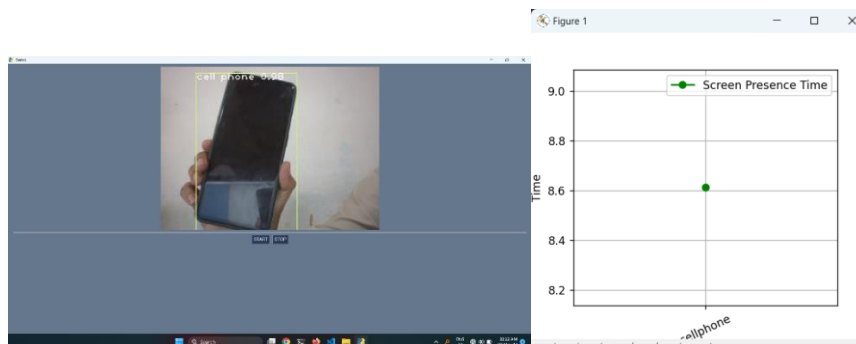 cell phone 0.98
START STOP
Search
Figure 1
Screen Presence Time
9.0
8.8
8.6
8.4
8.2
Time
cellphone